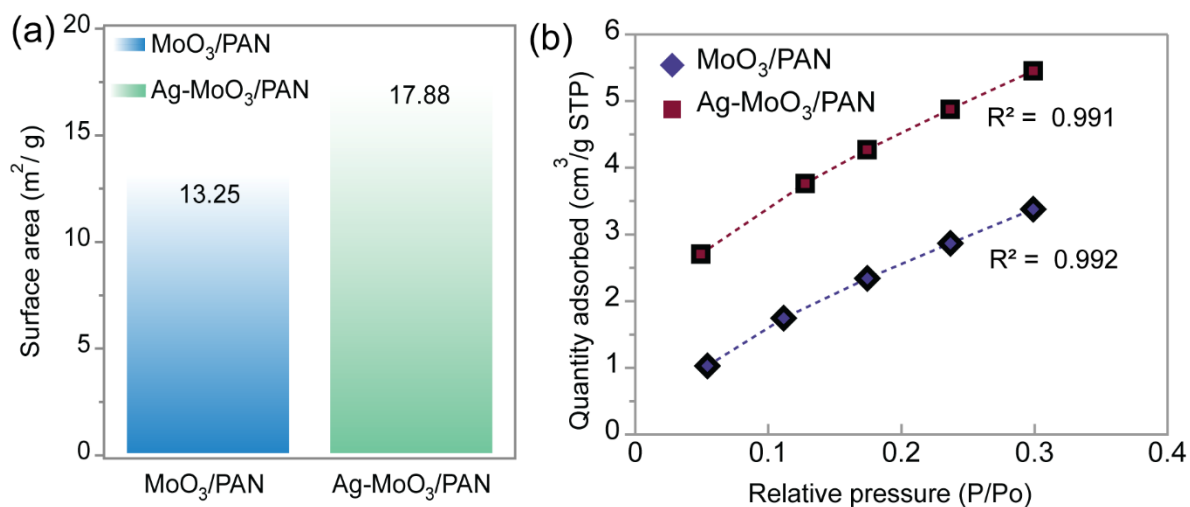 (a)
20
15
10
5
0
Surface area (m²/ g)
MoO₃/PAN
Ag-MoO₃/PAN
13.25
17.88
MoO₃/PAN
Ag-MoO₃/PAN
(b)
6
5
4
3
2
1
0
Quantity adsorbed (cm³/g STP)
MoO₃/PAN
Ag-MoO₃/PAN
R² = 0.991
R² = 0.992
0
0.1
0.2
0.3
0.4
Relative pressure (P/Po)